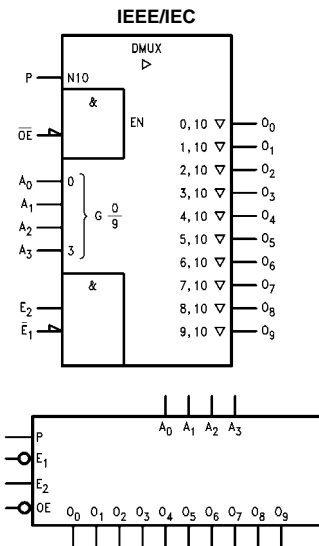 IEEE/IEC
DMUX
▷
P N10
&
EN
O̅E̅
0,10 ▽ O₀
1,10 ▽ O₁
2,10 ▽ O₂
3,10 ▽ O₃
4,10 ▽ O₄
5,10 ▽ O₅
6,10 ▽ O₆
7,10 ▽ O₇
8,10 ▽ O₈
9,10 ▽ O₉
A₀ 0
A₁
A₂
A₃ 3
G 0/9
&
E₂
E̅₁
A₀ A₁ A₂ A₃
P
E₁
E₂
OE
O₀ O₁ O₂ O₃ O₄ O₅ O₆ O₇ O₈ O₉